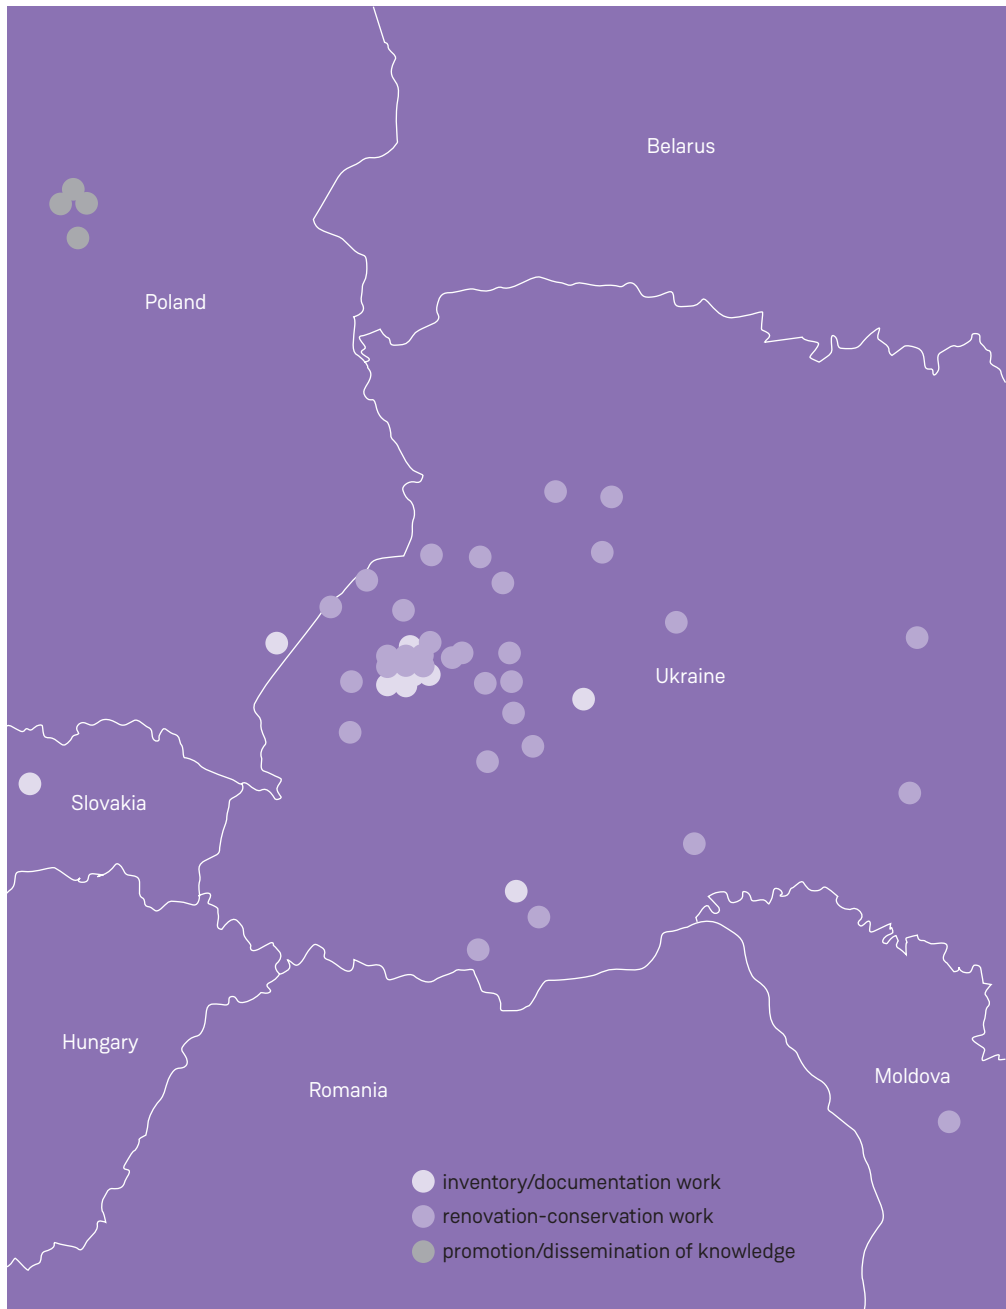 Belarus
Poland
Ukraine
Slovakia
Hungary
Romania
Moldova
inventory/documentation work
renovation-conservation work
promotion/dissemination of knowledge